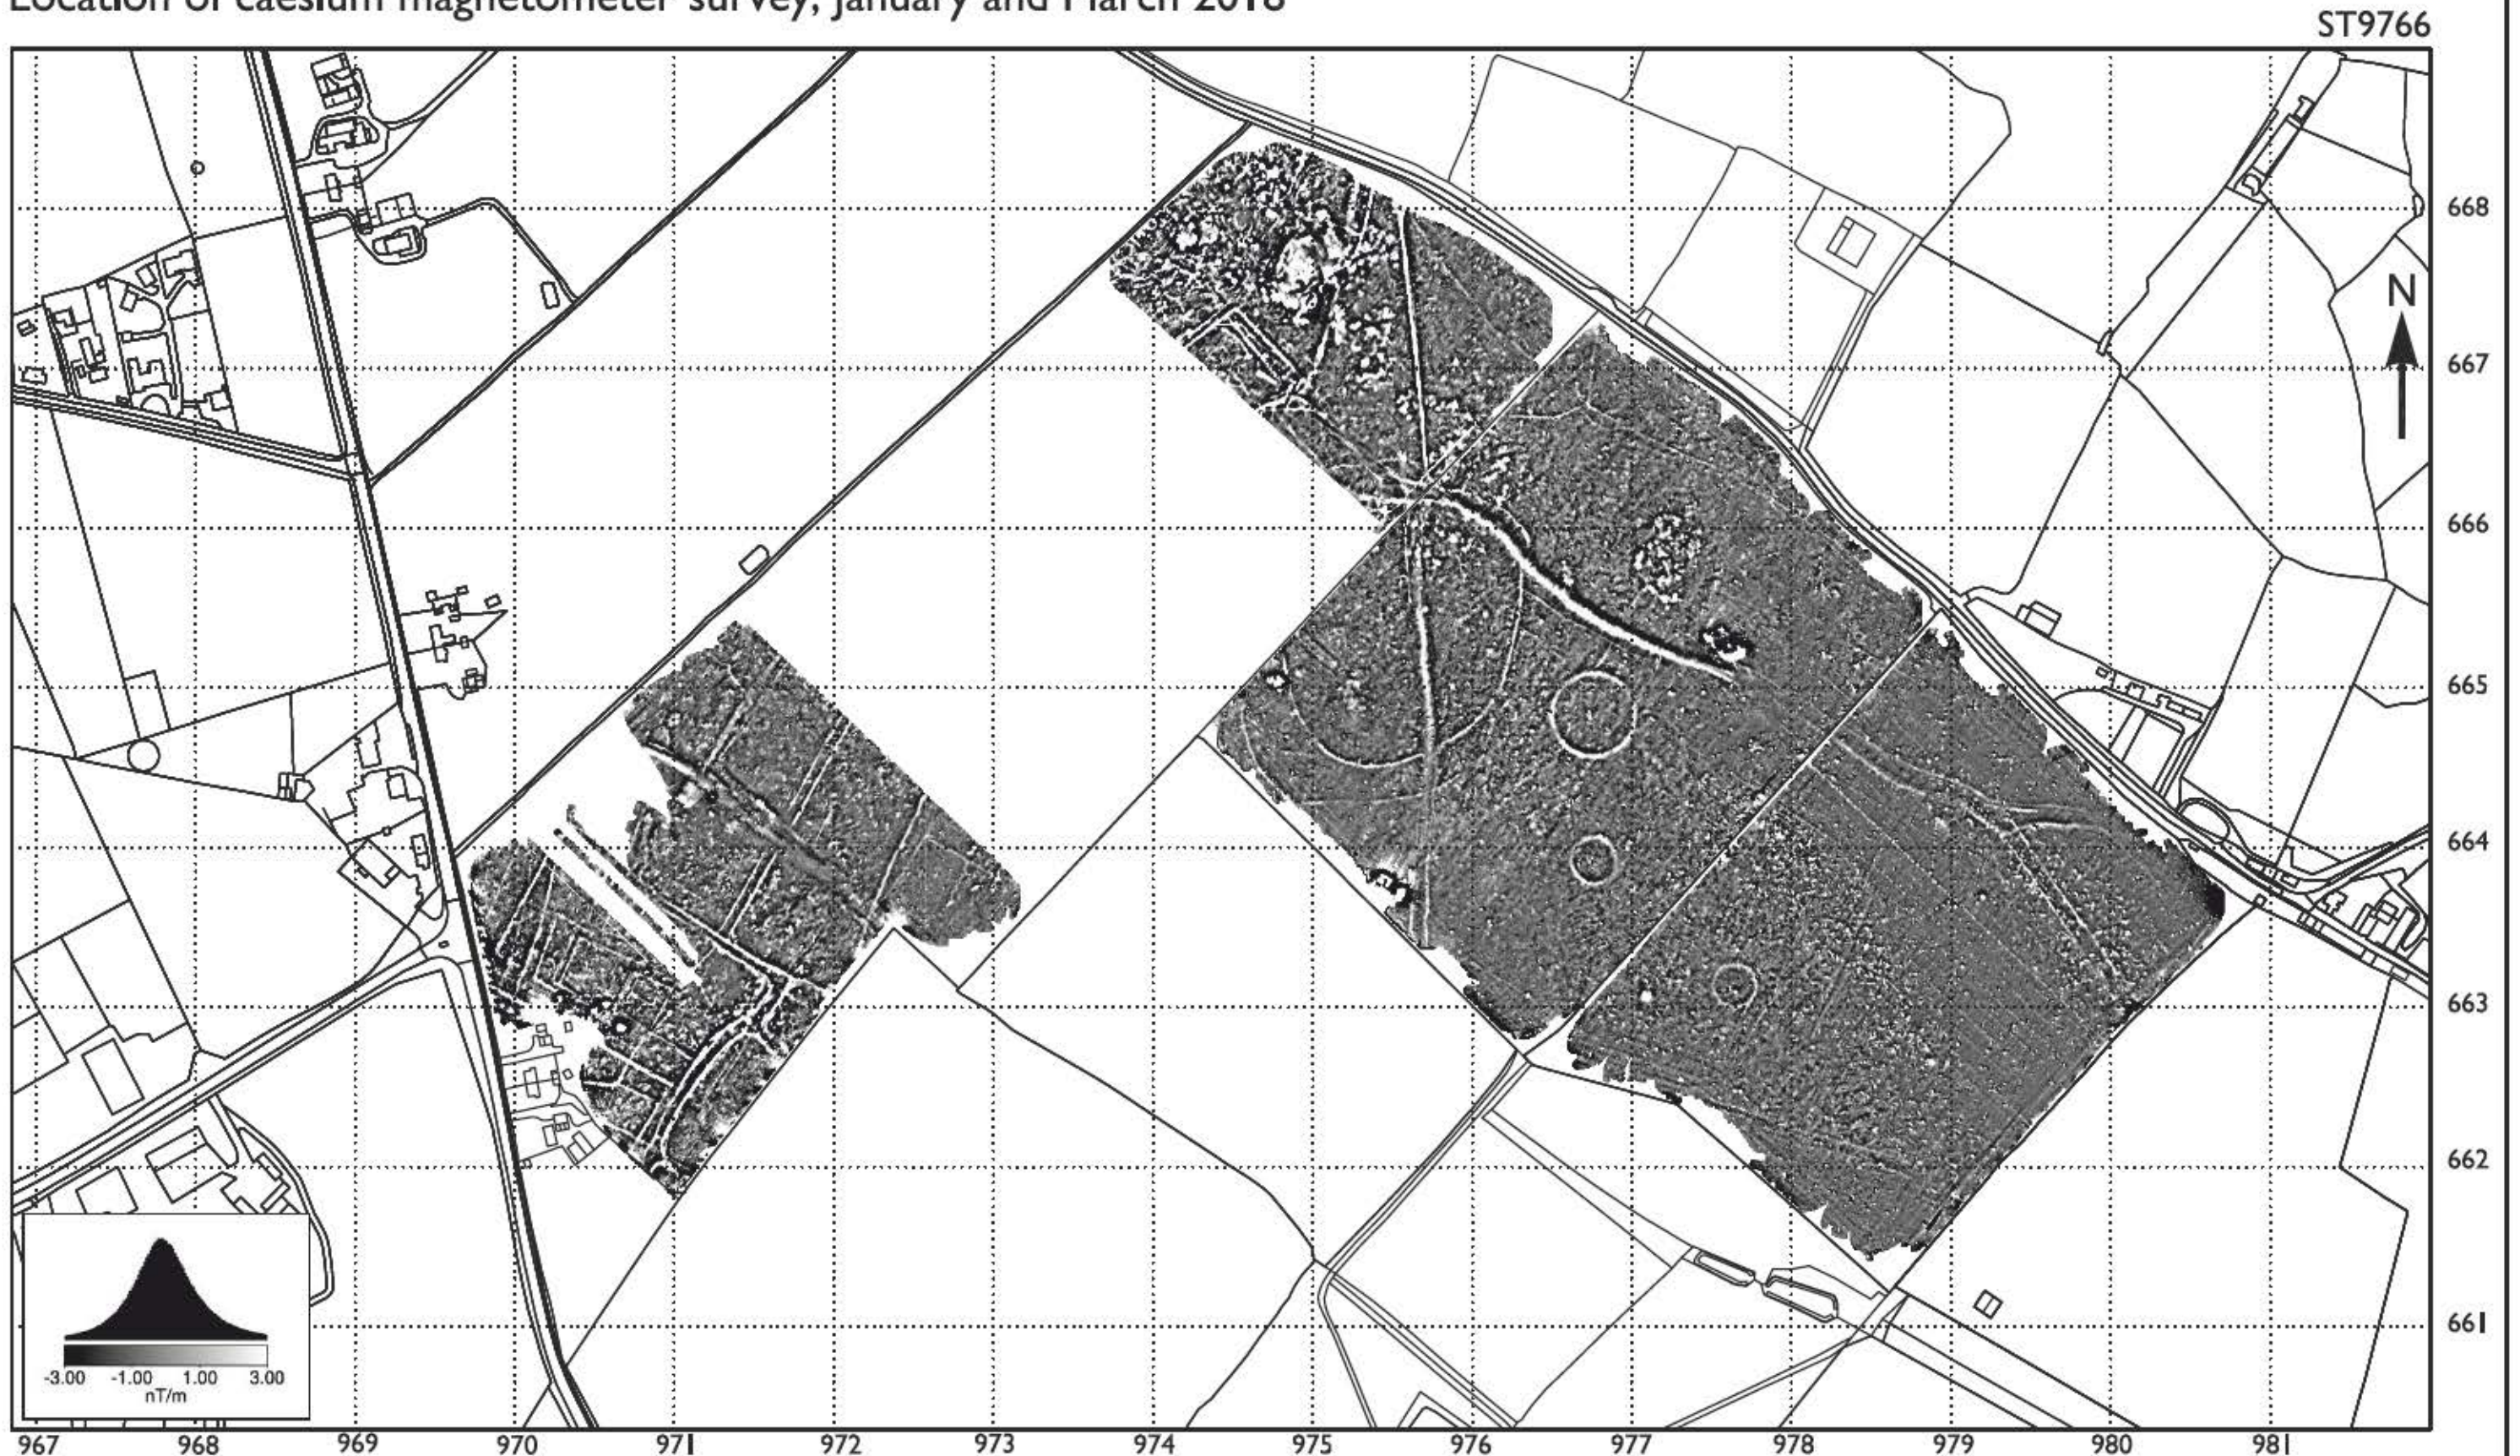 Location of caesium magnetometer survey, January and March 2018
ST9766
668
N
667
666
665
664
663
662
661
-3.00 -1.00 1.00 3.00
nT/m
967 968 969 970 971 972 973 974 975 976 977 978 979 980 981